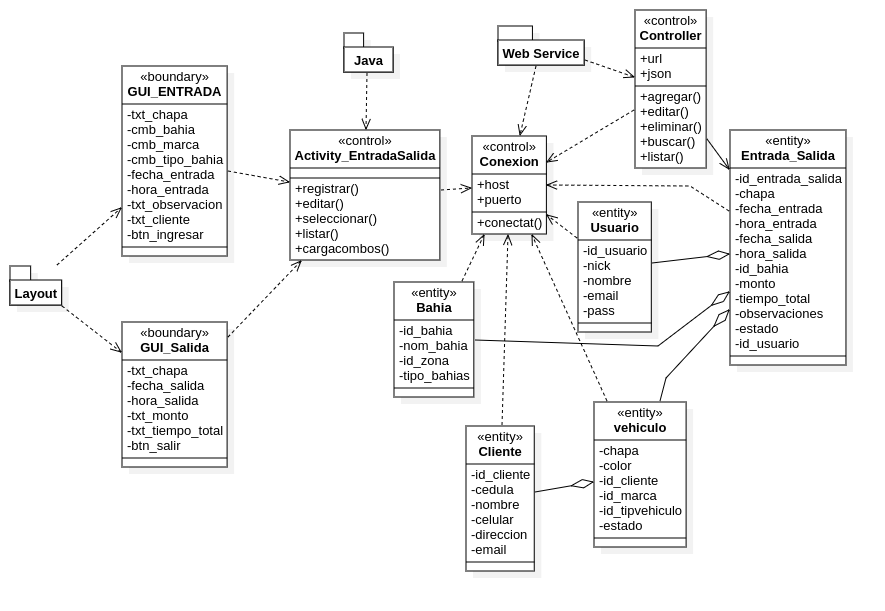 Layout
«boundary»
GUI_ENTRADA
-txt_chapa
-cmb_bahia
-cmb_marca
-cmb_tipo_bahia
-fecha_entrada
-hora_entrada
-txt_observacion
-txt_cliente
-btn_ingresar
«boundary»
GUI_Salida
-txt_chapa
-fecha_salida
-hora_salida
-txt_monto
-txt_tiempo_total
-btn_salir
Java
«control»
Activity_EntradaSalida
+registrar()
+editar()
+seleccionar()
+listar()
+cargacombos()
Web Service
«control»
Conexion
+host
+puerto
+conectat()
«control»
Controller
+url
+json
+agregar()
+editar()
+eliminar()
+buscar()
+listar()
«entity»
Entrada_Salida
-id_entrada_salida
-chapa
-fecha_entrada
-hora_entrada
-fecha_salida
-hora_salida
-id_bahia
-monto
-tiempo_total
-observaciones
-estado
-id_usuario
«entity»
Usuario
-id_usuario
-nick
-nombre
-email
-pass
«entity»
Bahia
-id_bahia
-nom_bahia
-id_zona
-tipo_bahias
«entity»
Cliente
-id_cliente
-cedula
-nombre
-celular
-direccion
-email
«entity»
vehiculo
-chapa
-color
-id_cliente
-id_marca
-id_tipvehiculo
-estado